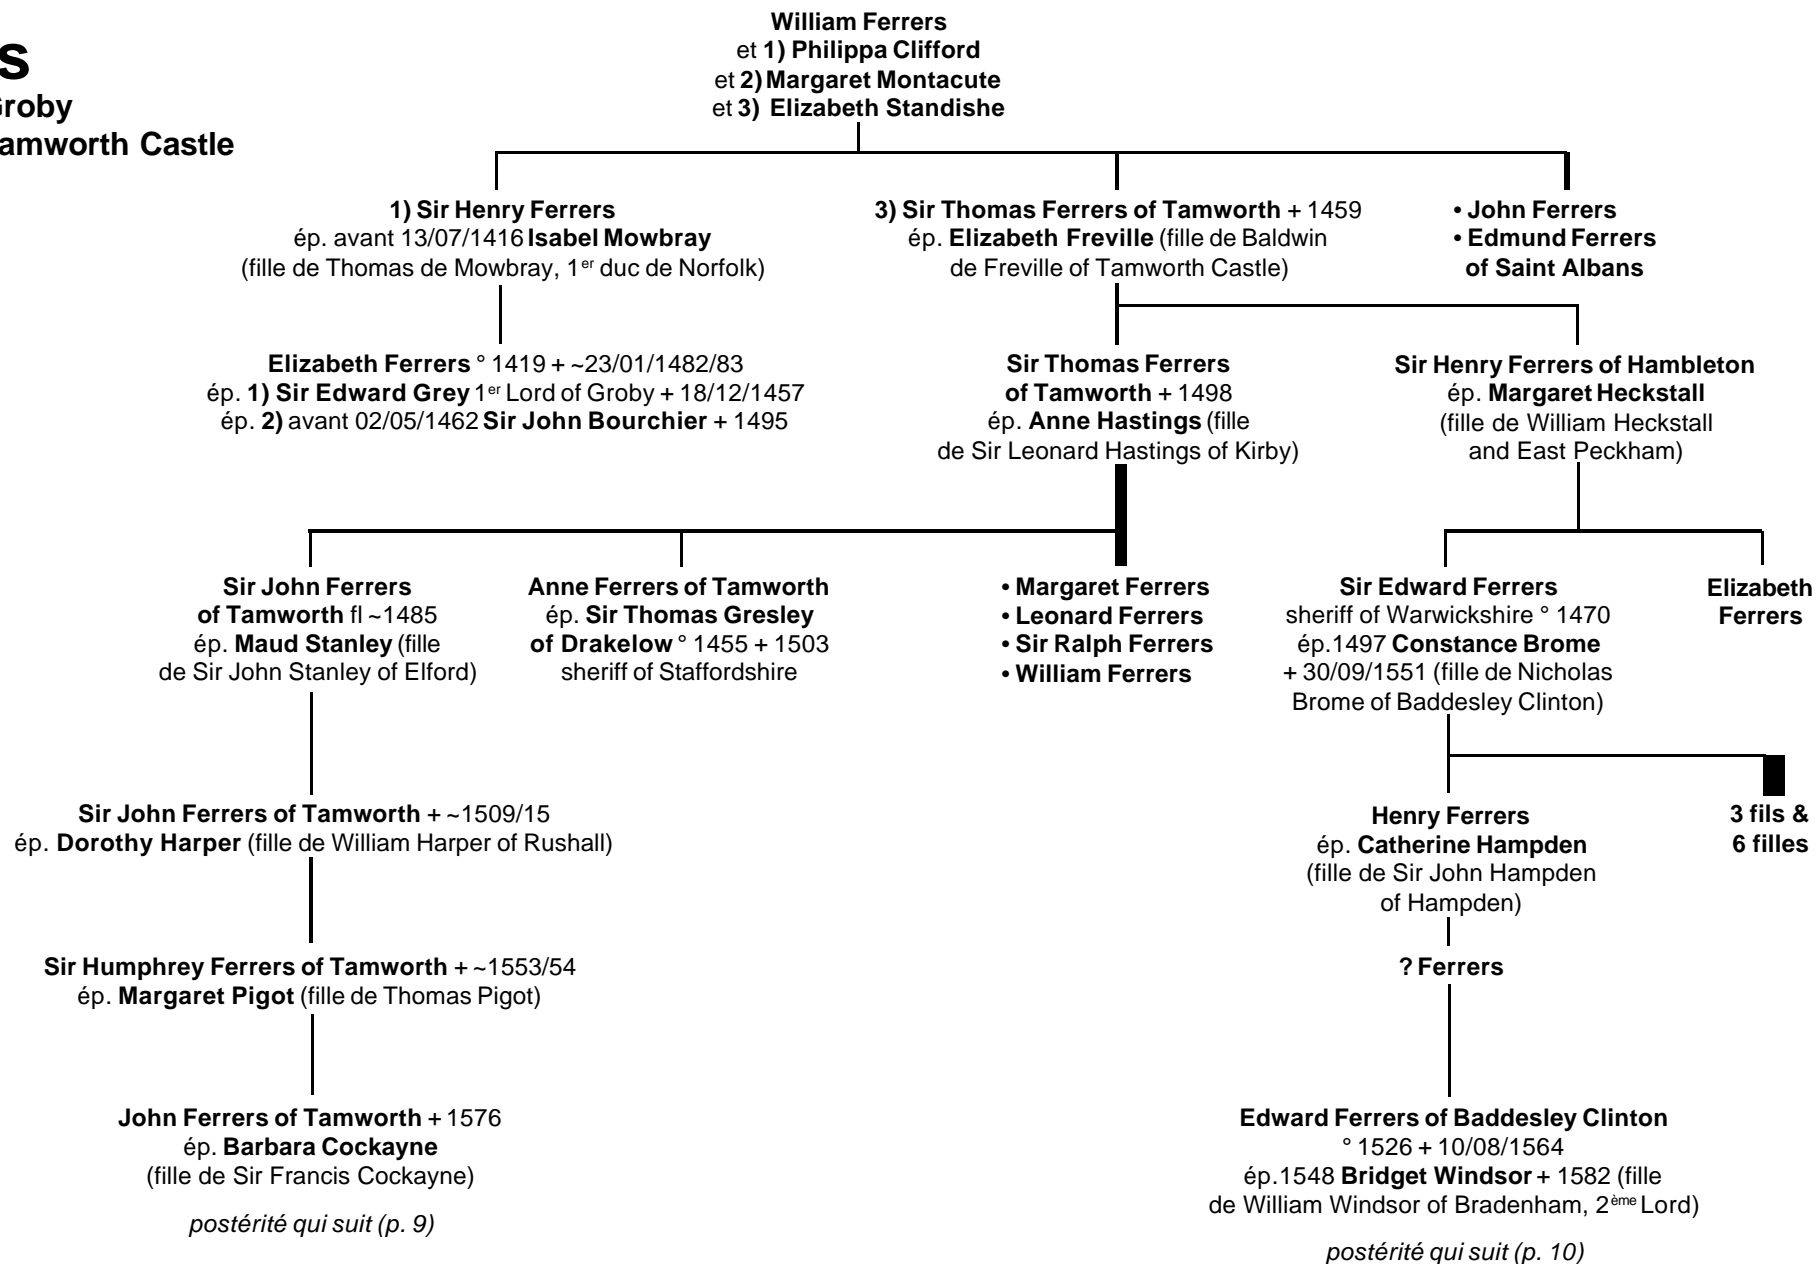 s
Groby
Tamworth Castle
William Ferrers
et 1) Philippa Clifford
et 2) Margaret Montacute
et 3) Elizabeth Standishe
1) Sir Henry Ferrers
ép. avant 13/07/1416 Isabel Mowbray
(fille de Thomas de Mowbray, 1er duc de Norfolk)
3) Sir Thomas Ferrers of Tamworth + 1459
ép. Elizabeth Freville (fille de Baldwin
de Freville of Tamworth Castle)
• John Ferrers
• Edmund Ferrers
of Saint Albans
Elizabeth Ferrers ° 1419 + ~23/01/1482/83
ép. 1) Sir Edward Grey 1er Lord of Groby + 18/12/1457
ép. 2) avant 02/05/1462 Sir John Bourchier + 1495
Sir Thomas Ferrers
of Tamworth + 1498
ép. Anne Hastings (fille
de Sir Leonard Hastings of Kirby)
Sir Henry Ferrers of Hambleton
ép. Margaret Heckstall
(fille de William Heckstall
and East Peckham)
Sir John Ferrers
of Tamworth fl ~1485
ép. Maud Stanley (fille
de Sir John Stanley of Elford)
Anne Ferrers of Tamworth
ép. Sir Thomas Gresley
of Drakelow ° 1455 + 1503
sheriff of Staffordshire
• Margaret Ferrers
• Leonard Ferrers
• Sir Ralph Ferrers
• William Ferrers
Sir Edward Ferrers
sheriff of Warwickshire ° 1470
ép.1497 Constance Brome
+ 30/09/1551 (fille de Nicholas
Brome of Baddesley Clinton)
Elizabeth
Ferrers
Sir John Ferrers of Tamworth + ~1509/15
ép. Dorothy Harper (fille de William Harper of Rushall)
Henry Ferrers
ép. Catherine Hampden
(fille de Sir John Hampden
of Hampden)
3 fils &
6 filles
Sir Humphrey Ferrers of Tamworth + ~1553/54
ép. Margaret Pigot (fille de Thomas Pigot)
? Ferrers
John Ferrers of Tamworth + 1576
ép. Barbara Cockayne
(fille de Sir Francis Cockayne)
postérité qui suit (p. 9)
Edward Ferrers of Baddesley Clinton
° 1526 + 10/08/1564
ép.1548 Bridget Windsor + 1582 (fille
de William Windsor of Bradenham, 2ème Lord)
postérité qui suit (p. 10)